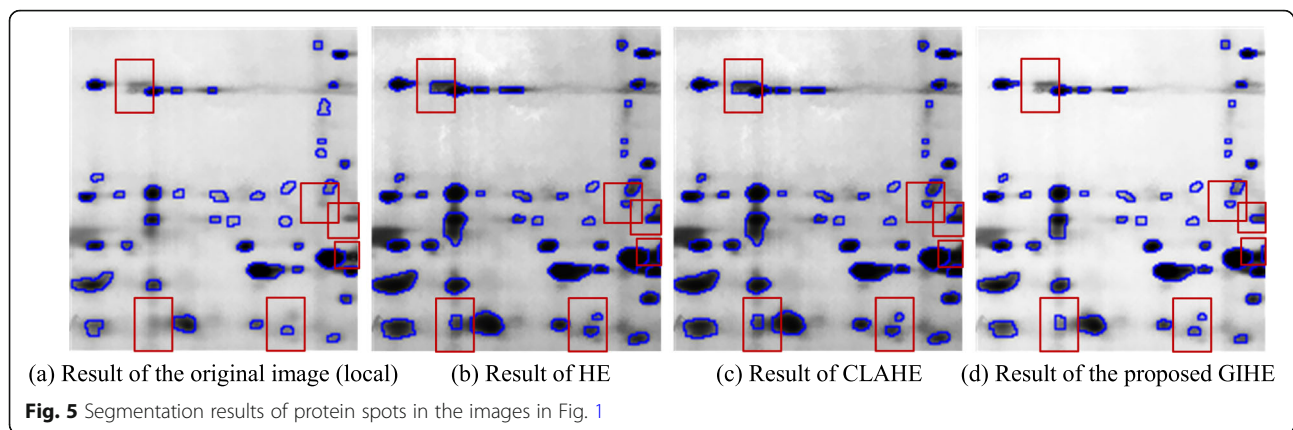 (a) Result of the original image (local)
(b) Result of HE
(c) Result of CLAHE
(d) Result of the proposed GIHE
Fig. 5 Segmentation results of protein spots in the images in Fig. 1